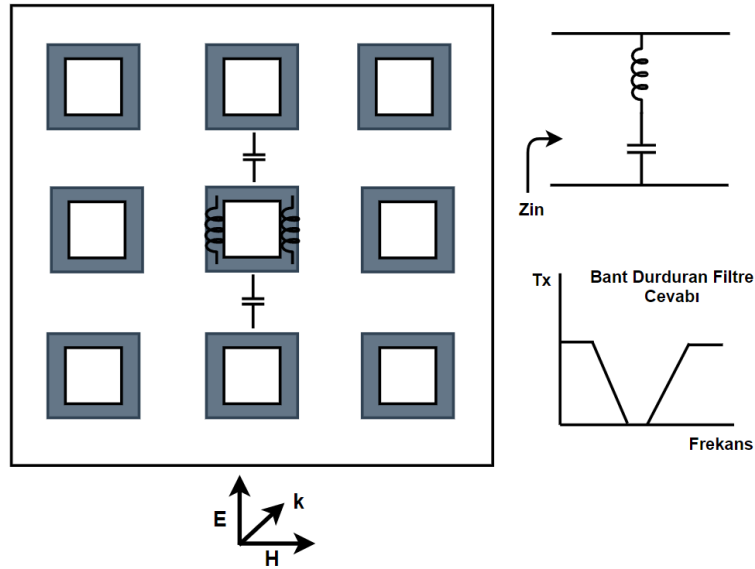 Zin
Tx
Bant Durduran Filtre
Cevabı
Frekans
E
k
H